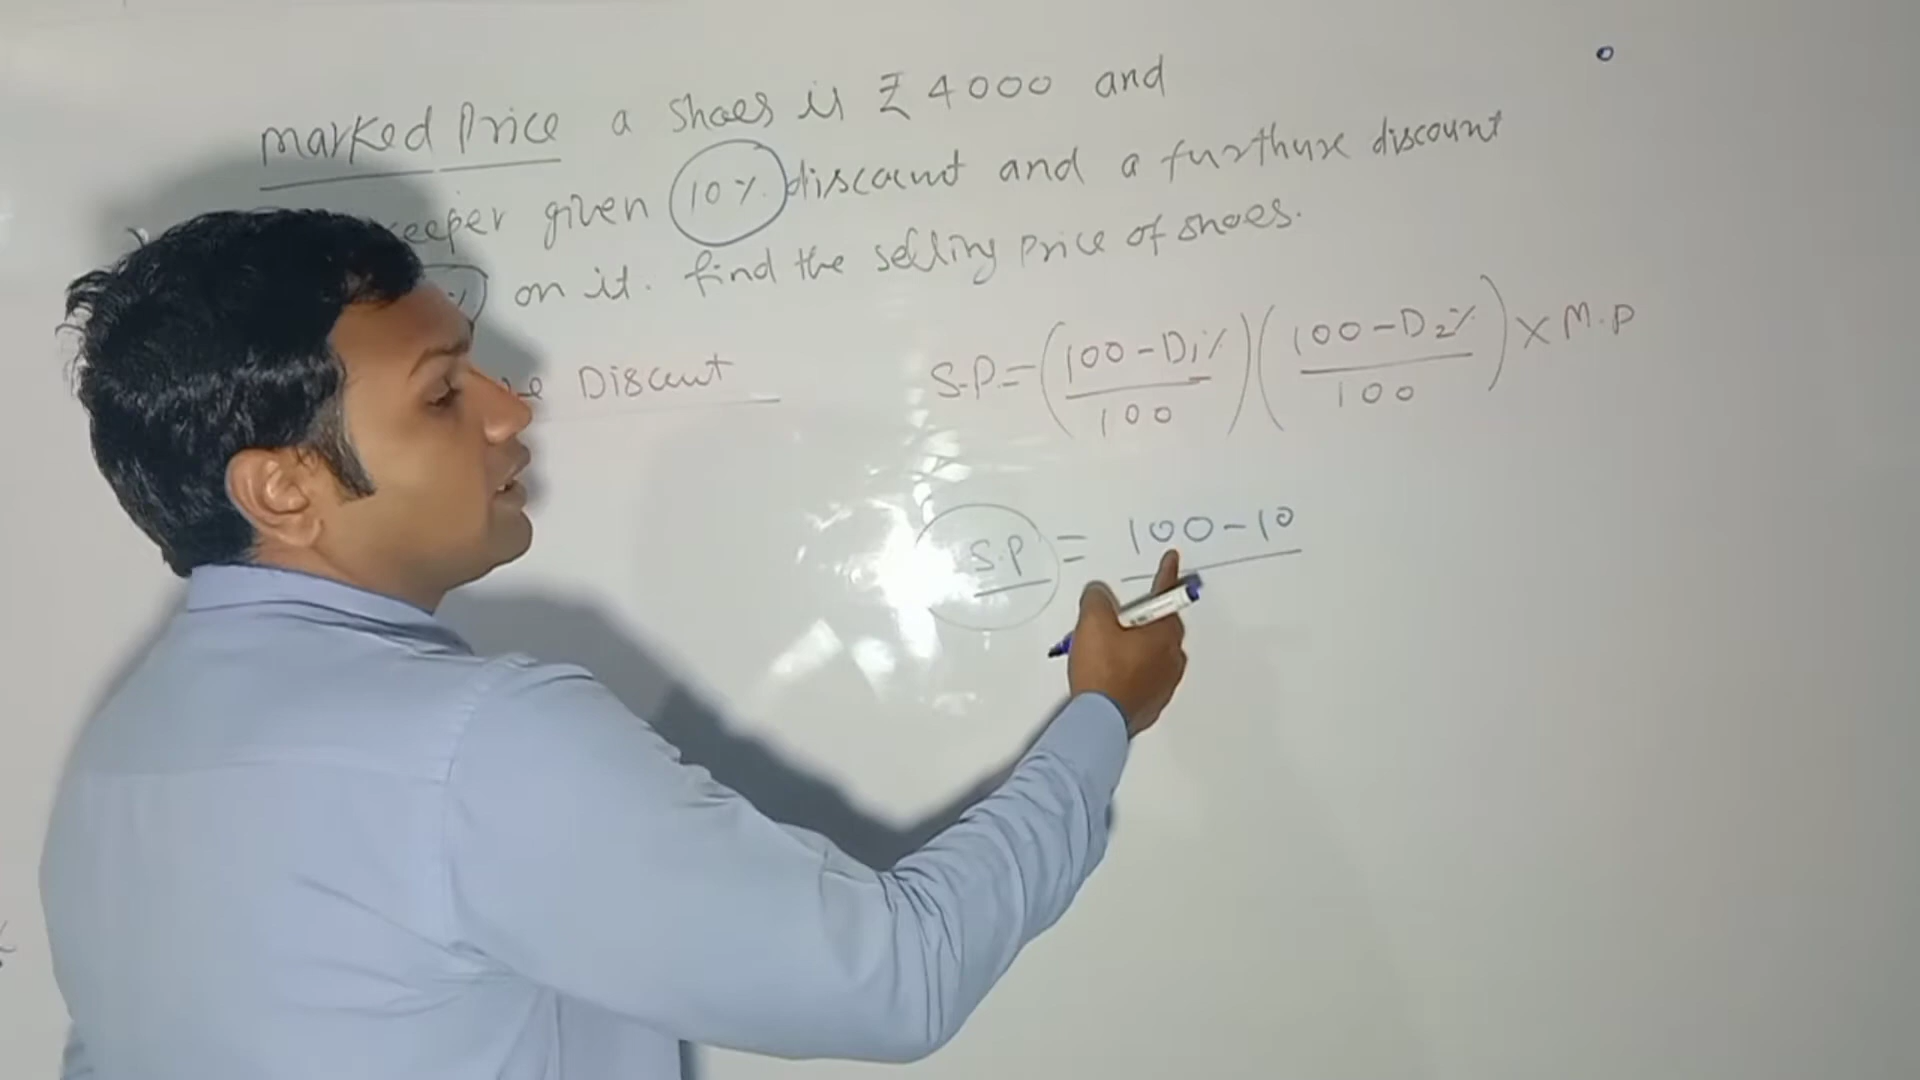 marked Price a shoes is ₹ 4000 and
given 10% discount and a furthure discount
on it. find the selling price of shoes.
Discount
S.P.=(100-D1%/100)(100-D2%/100)×M.P
S.P = 100-10